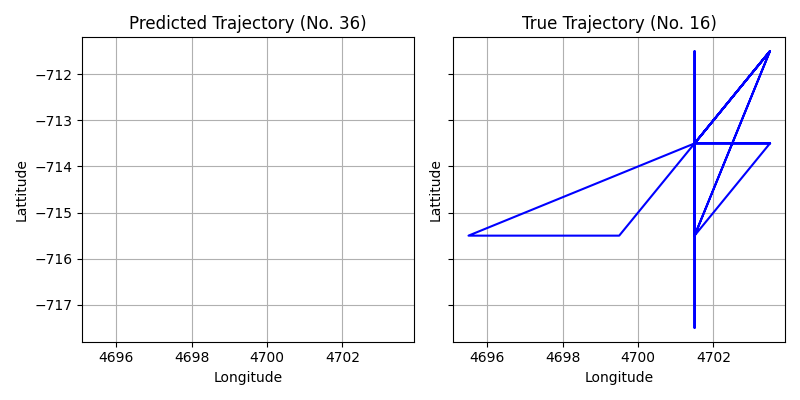 Predicted Trajectory (No. 36)
True Trajectory (No. 16)
Lattitude
−712
−713
−714
−715
−716
−717
4696
4698
4700
4702
Longitude
Lattitude
4696
4698
4700
4702
Longitude